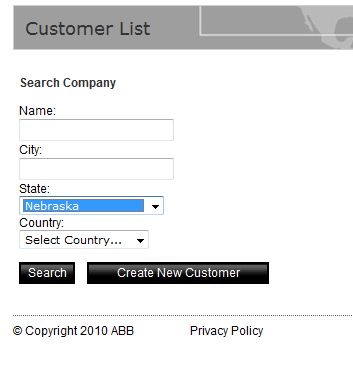 Customer List
Search Company
Name:
City:
State:
Nebraska
Country:
Select Country...
Search Create New Customer
© Copyright 2010 ABB Privacy Policy